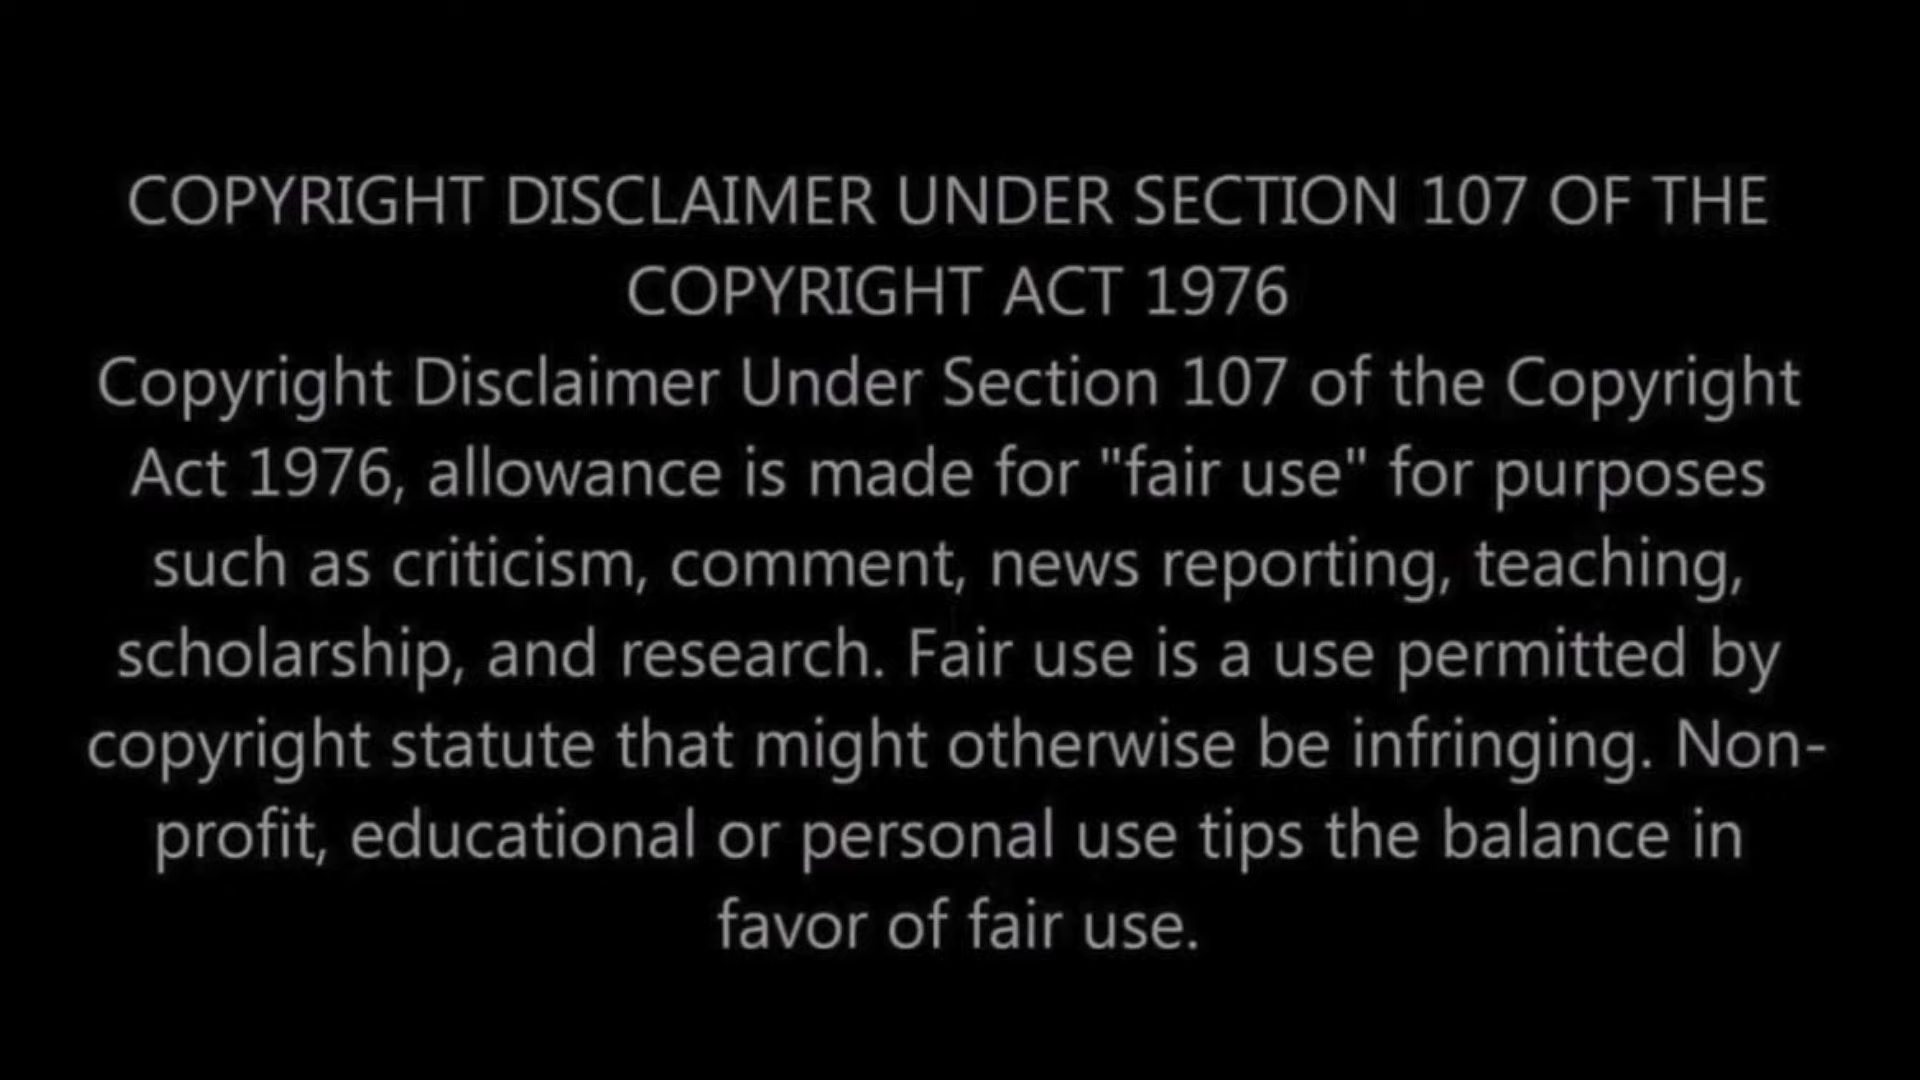 COPYRIGHT DISCLAIMER UNDER SECTION 107 OF THE
COPYRIGHT ACT 1976
Copyright Disclaimer Under Section 107 of the Copyright
Act 1976, allowance is made for "fair use" for purposes
such as criticism, comment, news reporting, teaching,
scholarship, and research. Fair use is a use permitted by
copyright statute that might otherwise be infringing. Non-
profit, educational or personal use tips the balance in
favor of fair use.